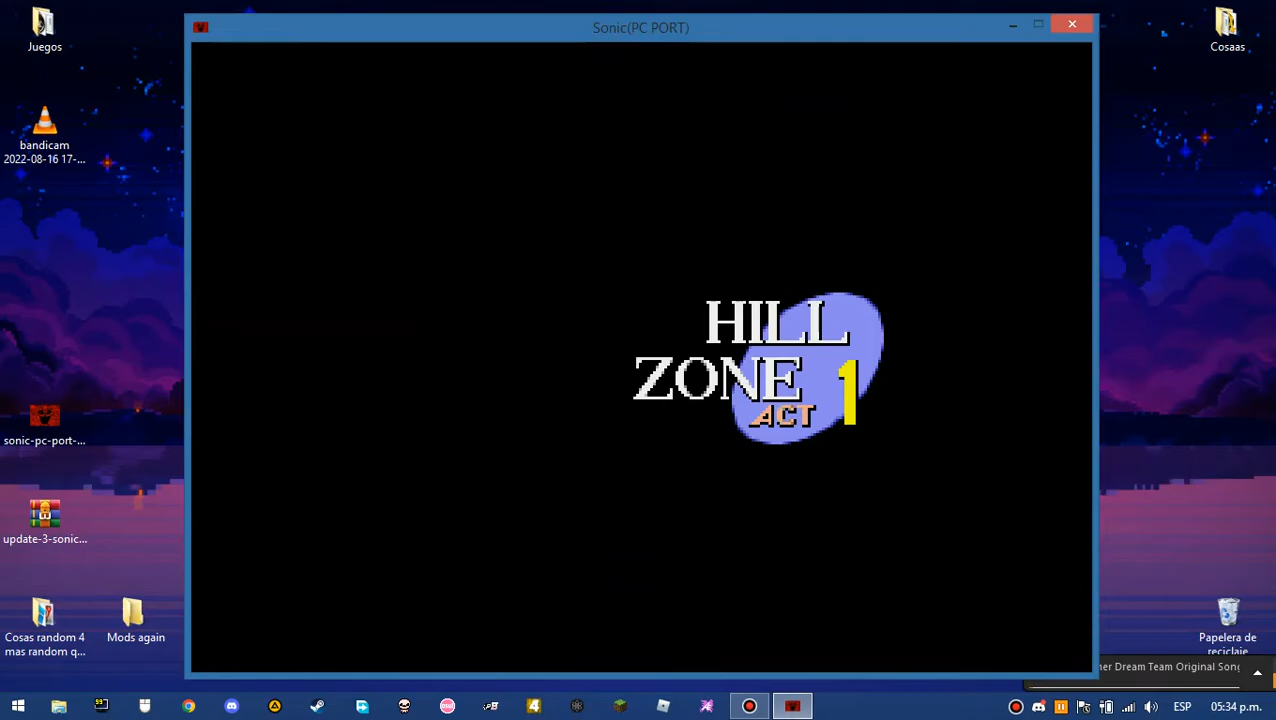 Juegos
bandicam
2022-08-16 17-...
sonic-pc-port-...
update-3-sonic...
Cosas random 4
mas random q...
Mods again
Sonic(PC PORT)
HILL
ZONE
ACT 1
Cosaas
Papelera de
reciclaje
ner Dream Team Original Song
ESP
05:34 p.m.